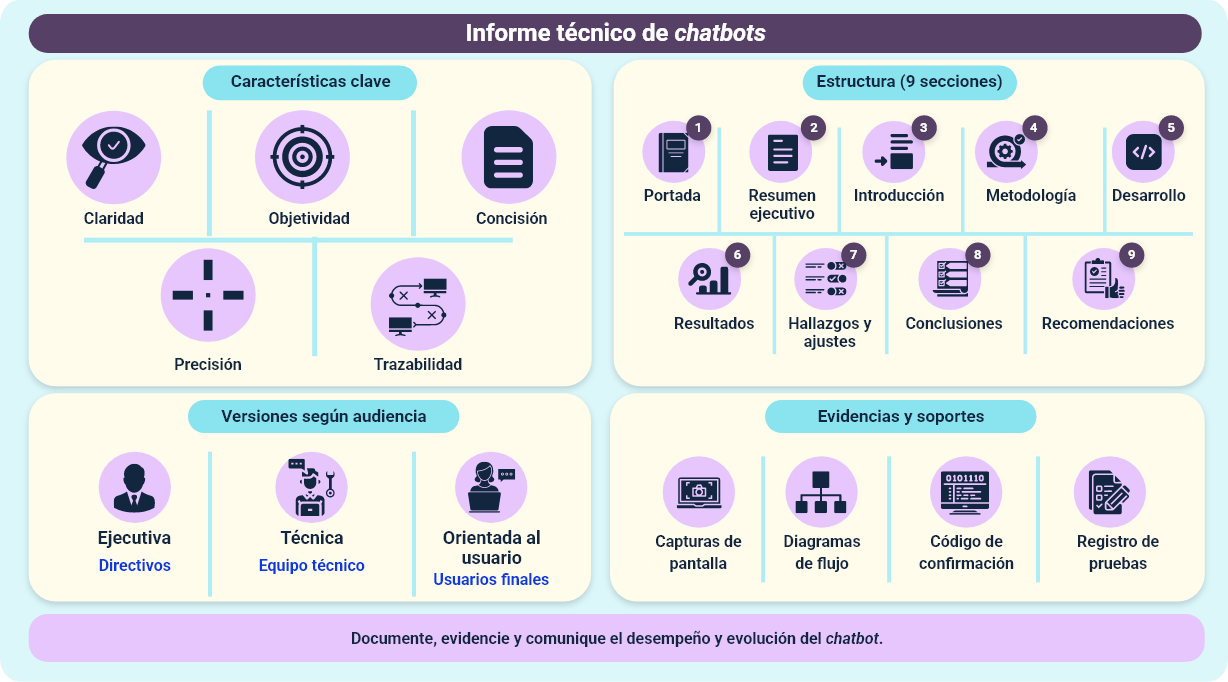 Informe técnico de chatbots
Características clave
Claridad
Objetividad
Concisión
Precisión
Trazabilidad
Estructura (9 secciones)
1
Portada
2
Resumen
ejecutivo
3
Introducción
4
Metodología
5
Desarrollo
6
Resultados
7
Hallazgos y
ajustes
8
Conclusiones
9
Recomendaciones
Versiones según audiencia
Ejecutiva
Directivos
Técnica
Equipo técnico
Orientada al
usuario
Usuarios finales
Evidencias y soportes
Capturas de
pantalla
Diagramas
de flujo
0101110
Código de
confirmación
Registro de
pruebas
Documente, evidencie y comunique el desempeño y evolución del chatbot.